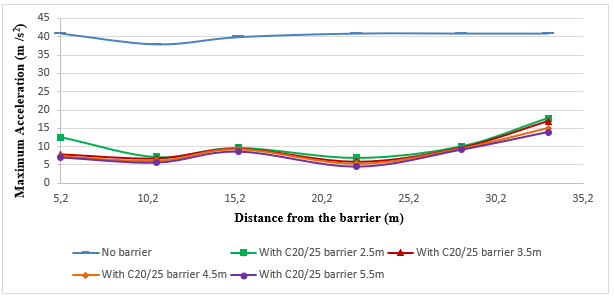 Maximum Acceleration (m /s²)
45
40
35
30
25
20
15
10
5
0
5,2 10,2 15,2 20,2 25,2 30,2 35,2
Distance from the barrier (m)
No barrier With C20/25 barrier 2.5m With C20/25 barrier 3.5m
With C20/25 barrier 4.5m With C20/25 barrier 5.5m